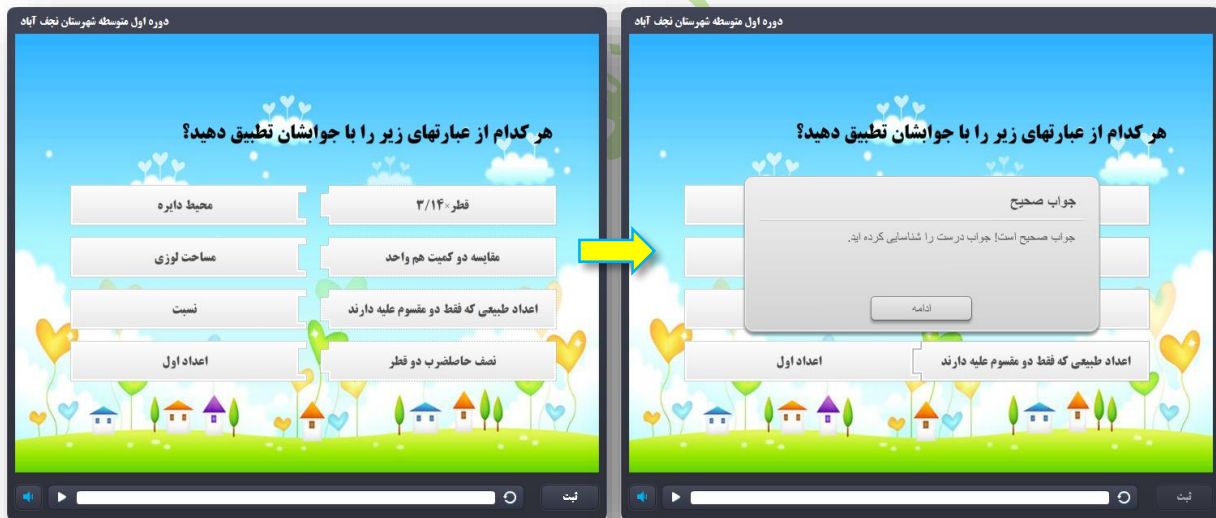 دوره اول متوسطه شهرستان نجف آباد
هر کدام از عبارتهای زیر را با جوابشان تطبیق دهید؟
قطر×۳/۱۴
محیط دایره
مقایسه دو کمیت هم واحد
مساحت لوزی
اعداد طبیعی که فقط دو مقسوم علیه دارند
نسبت
نصف حاصلضرب دو قطر
اعداد اول
ثبت
دوره اول متوسطه شهرستان نجف آباد
هر کدام از عبارتهای زیر را با جوابشان تطبیق دهید؟
جواب صحیح
جواب صحیح است! جواب درست را شناسایی کرده اید.
ادامه
اعداد طبیعی که فقط دو مقسوم علیه دارند
اعداد اول
ثبت